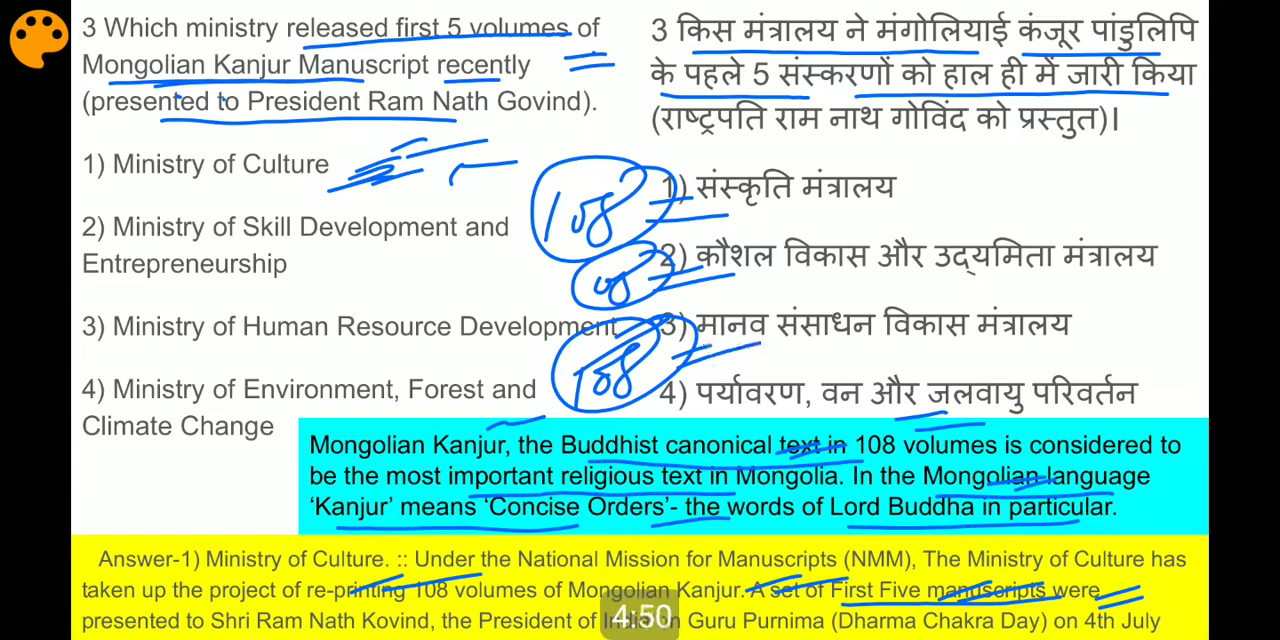 3 Which ministry released first 5 volumes of
Mongolian Kanjur Manuscript recently
(presented to President Ram Nath Govind).
1) Ministry of Culture
2) Ministry of Skill Development and
Entrepreneurship
3) Ministry of Human Resource Development
4) Ministry of Environment, Forest and
Climate Change
3 किस मंत्रालय ने मंगोलियाई कंजूर पांडुलिपि
के पहले 5 संस्करणों को हाल ही में जारी किया
(राष्ट्रपति राम नाथ गोविंद को प्रस्तुत)।
1) संस्कृति मंत्रालय
2) कौशल विकास और उद्यमिता मंत्रालय
3) मानव संसाधन विकास मंत्रालय
4) पर्यावरण, वन और जलवायु परिवर्तन
108
108
108
Mongolian Kanjur, the Buddhist canonical text in 108 volumes is considered to
be the most important religious text in Mongolia. In the Mongolian language
‘Kanjur’ means ‘Concise Orders’- the words of Lord Buddha in particular.
Answer-1) Ministry of Culture. :: Under the National Mission for Manuscripts (NMM), The Ministry of Culture has
taken up the project of re-printing 108 volumes of Mongolian Kanjur. A set of First Five manuscripts were
presented to Shri Ram Nath Kovind, the President of on Guru Purnima (Dharma Chakra Day) on 4th July
4:50